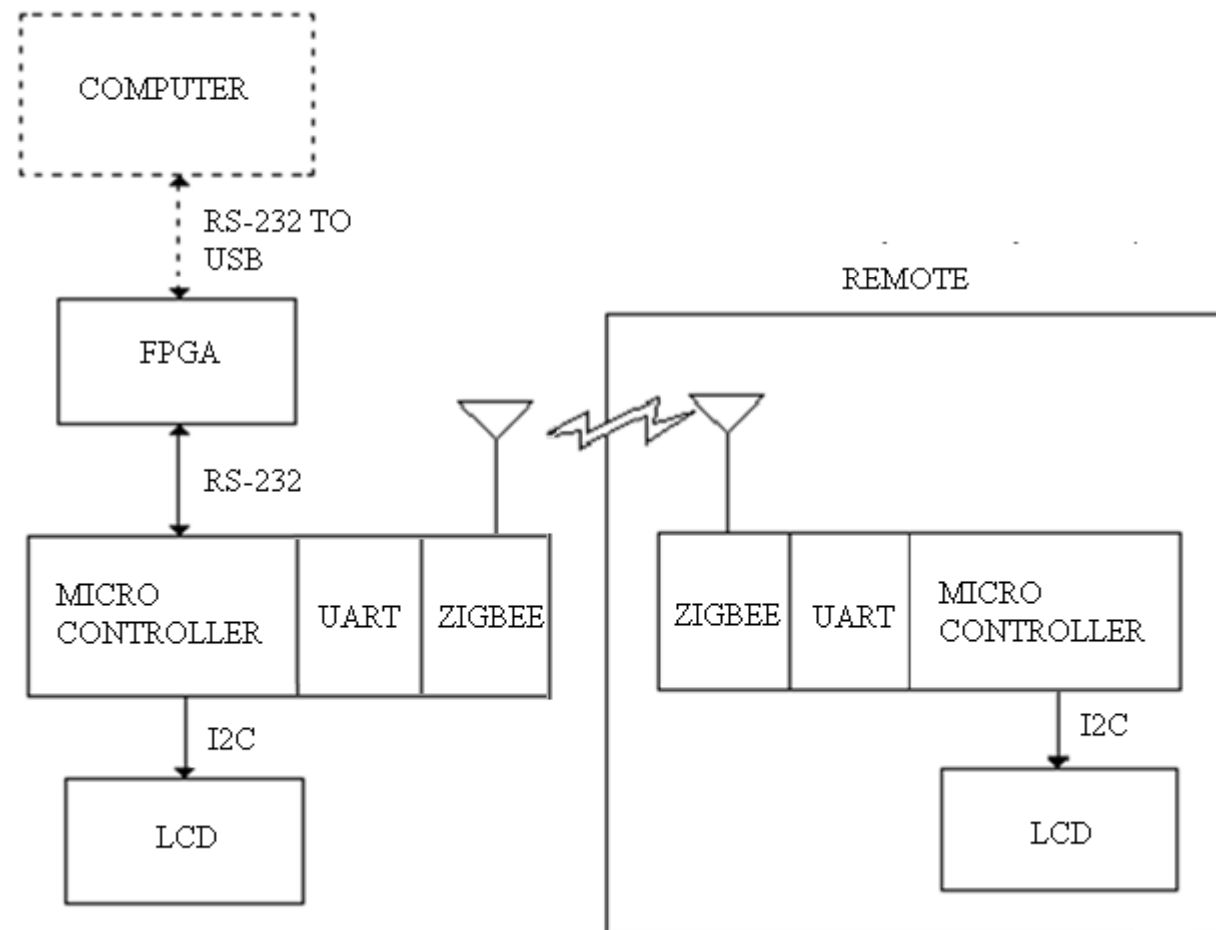 COMPUTER
RS-232 TO
USB
REMOTE
FPGA
RS-232
MICRO
CONTROLLER
UART
ZIGBEE
ZIGBEE
UART
MICRO
CONTROLLER
I2C
I2C
LCD
LCD